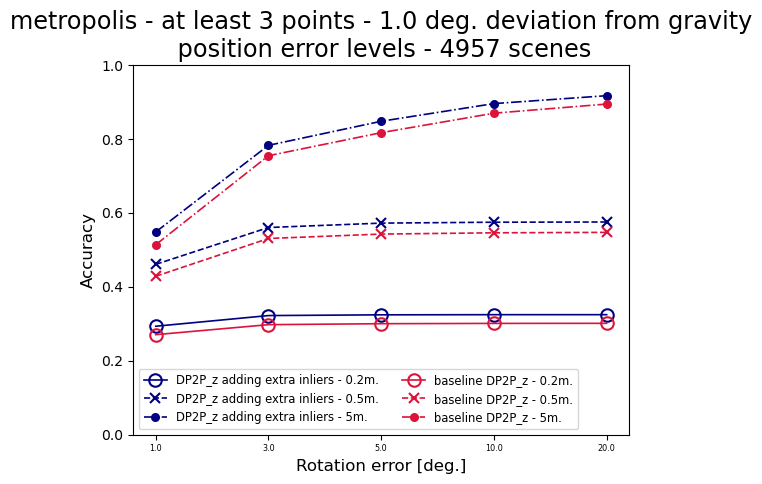 metropolis - at least 3 points - 1.0 deg. deviation from gravity
position error levels - 4957 scenes
1.0
0.8
0.6
0.4
0.2
0.0
Accuracy
DP2P_z adding extra inliers - 0.2m.
DP2P_z adding extra inliers - 0.5m.
DP2P_z adding extra inliers - 5m.
baseline DP2P_z - 0.2m.
baseline DP2P_z - 0.5m.
baseline DP2P_z - 5m.
1.0 3.0 5.0 10.0 20.0
Rotation error [deg.]